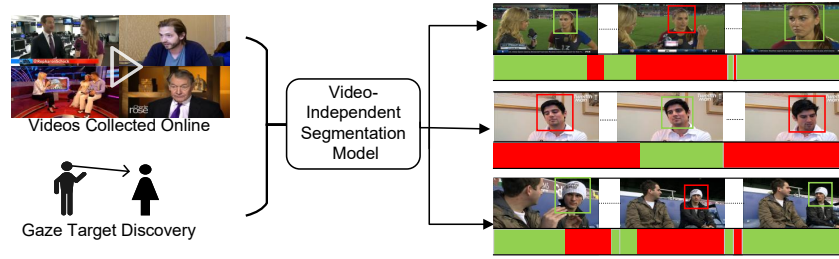 Videos Collected Online
Gaze Target Discovery
Video-
Independent
Segmentation
Model